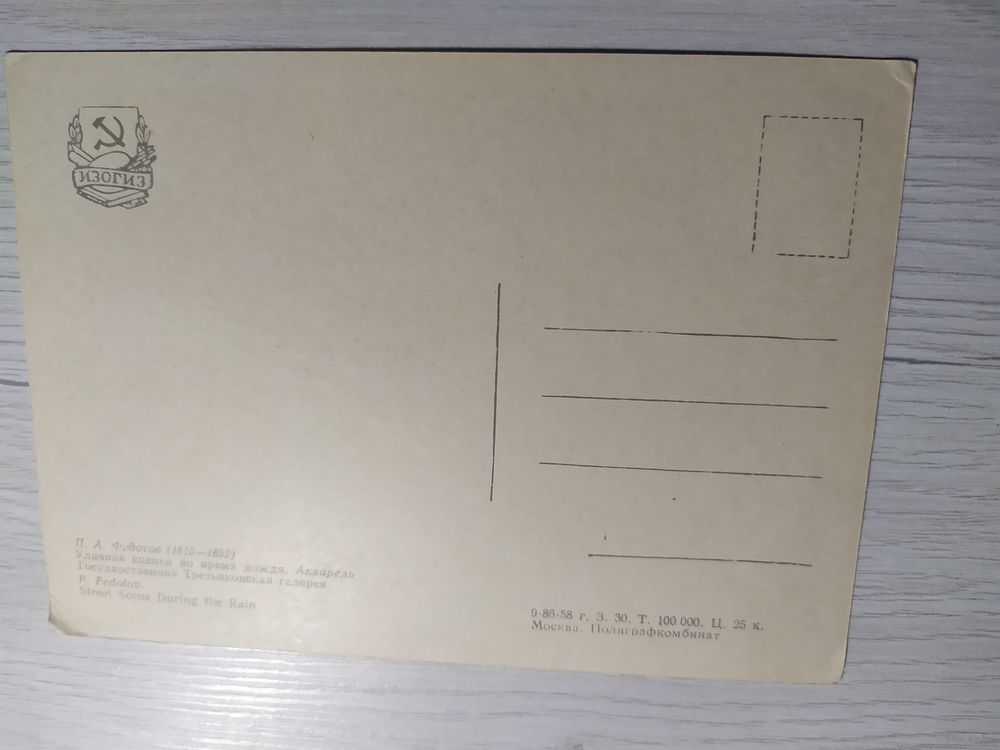 ИЗОГИЗ
П. А. Федотов (1815—1852)
Уличная сценка во время дождя. Акварель
Государственная Третьяковская галерея
P. Fedotov.
Street Scene During the Rain
9-86-58 г. З. 30. Т. 100 000. Ц. 25 к.
Москва. Полиграфкомбинат